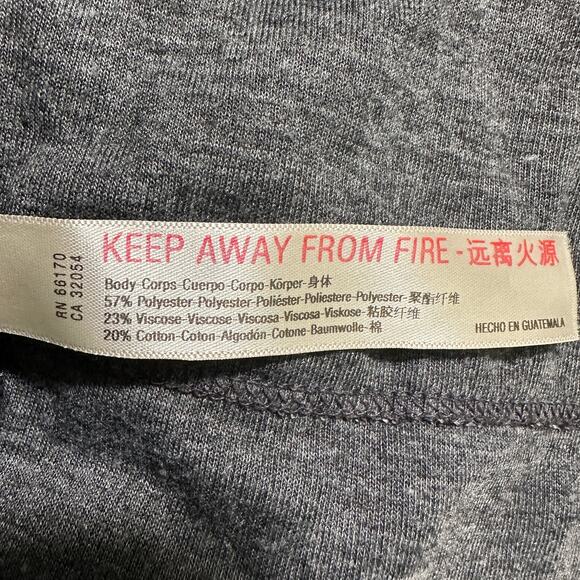 RN 66170
CA 32054
KEEP AWAY FROM FIRE - 远离火源
Body-Corps-Cuerpo-Corpo-Körper-身体
57% Polyester-Polyester-Poliéster-Poliestere-Polyester-聚酯纤维
23% Viscose-Viscose-Viscosa-Viscosa-Viskose-粘胶纤维
20% Cotton-Coton-Algodón-Cotone-Baumwolle-棉
HECHO EN GUATEMALA